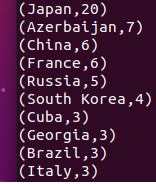 (Japan,20)
(Azerbaijan,7)
(China,6)
(France,6)
(Russia,5)
(South Korea,4)
(Cuba,3)
(Georgia,3)
(Brazil,3)
(Italy,3)